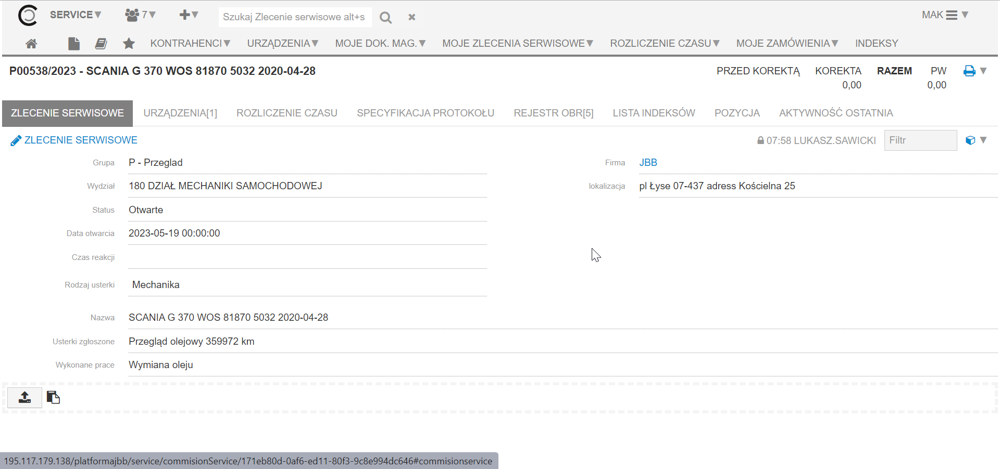 SERVICE 7 Szukaj Zlecenie serwisowe alt+s MAK
KONTRAHENCI URZĄDZENIA MOJE DOK. MAG. MOJE ZLECENIA SERWISOWE ROZLICZENIE CZASU MOJE ZAMÓWIENIA INDEKSY
P00538/2023 - SCANIA G 370 WOS 81870 5032 2020-04-28 PRZED KOREKTĄ KOREKTA RAZEM PW
0,00 0,00
ZLECENIE SERWISOWE URZĄDZENIA[1] ROZLICZENIE CZASU SPECYFIKACJA PROTOKOŁU REJESTR OBR[5] LISTA INDEKSÓW POZYCJA AKTYWNOŚĆ OSTATNIA
ZLECENIE SERWISOWE 07:58 LUKASZ.SAWICKI Filtr
Grupa P - Przeglad Firma JBB
Wydział 180 DZIAŁ MECHANIKI SAMOCHODOWEJ lokalizacja pl Łyse 07-437 adress Kościelna 25
Status Otwarte
Data otwarcia 2023-05-19 00:00:00
Czas reakcji
Rodzaj usterki Mechanika
Nazwa SCANIA G 370 WOS 81870 5032 2020-04-28
Usterki zgłoszone Przegląd olejowy 359972 km
Wykonane prace Wymiana oleju
195.117.179.138/platformajbb/service/commisionService/171eb80d-0af6-ed11-80f3-9c8e994dc646#commisionservice